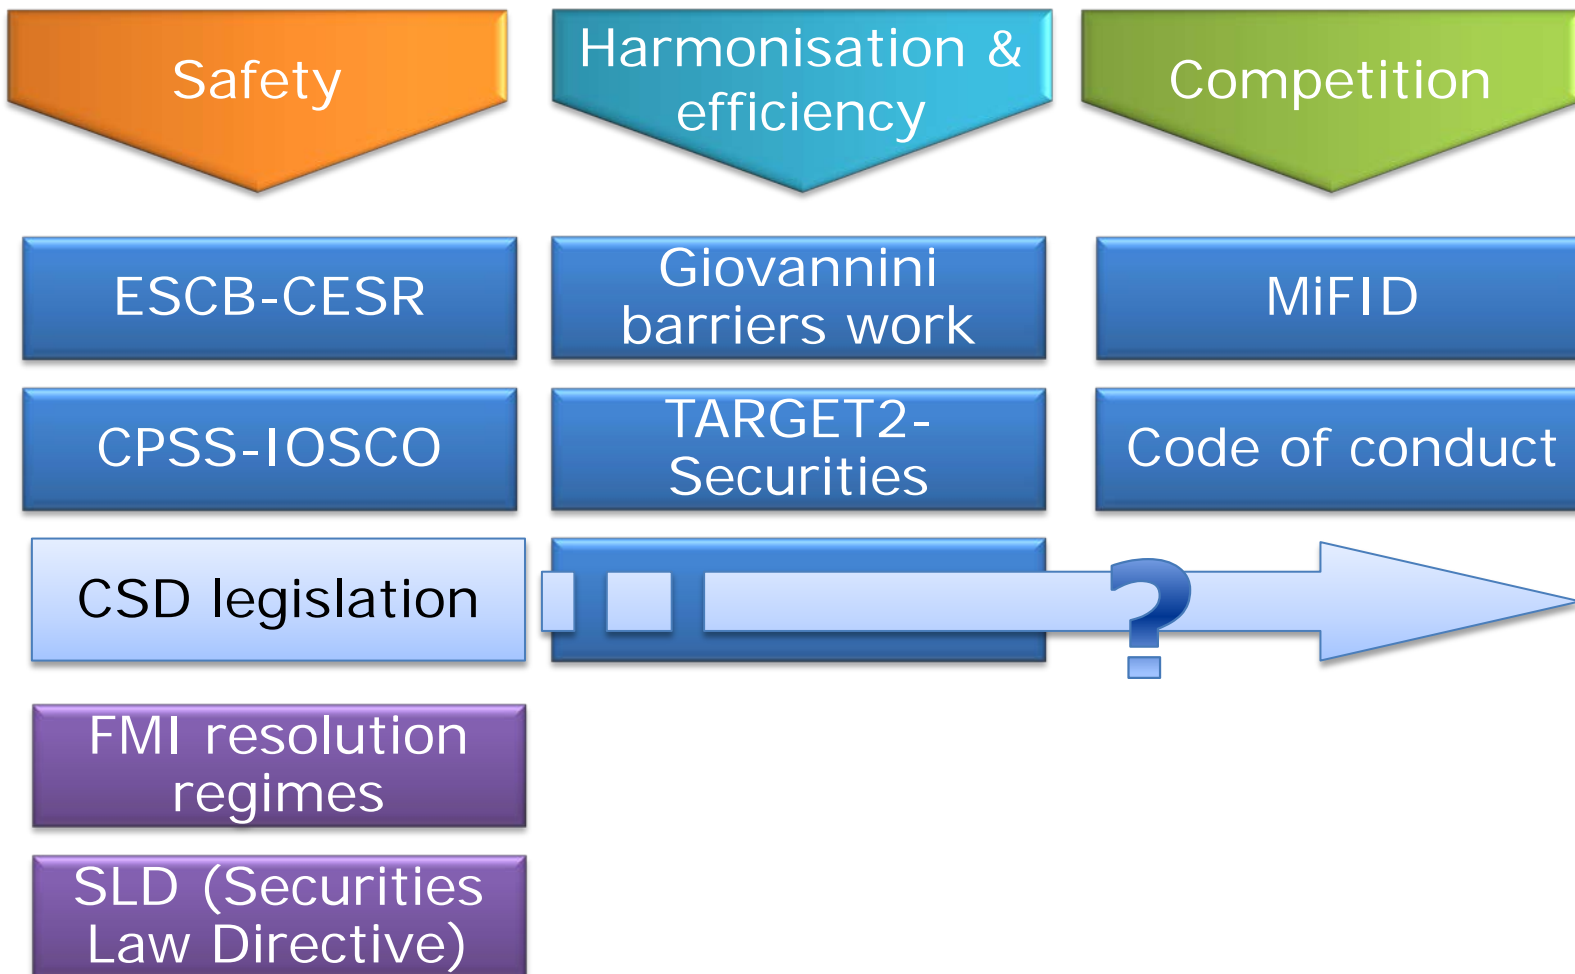 Safety
Harmonisation &
efficiency
Competition
ESCB-CESR
Giovannini
barriers work
MiFID
CPSS-IOSCO
TARGET2-
Securities
Code of conduct
CSD legislation
?
FMI resolution
regimes
SLD (Securities
Law Directive)